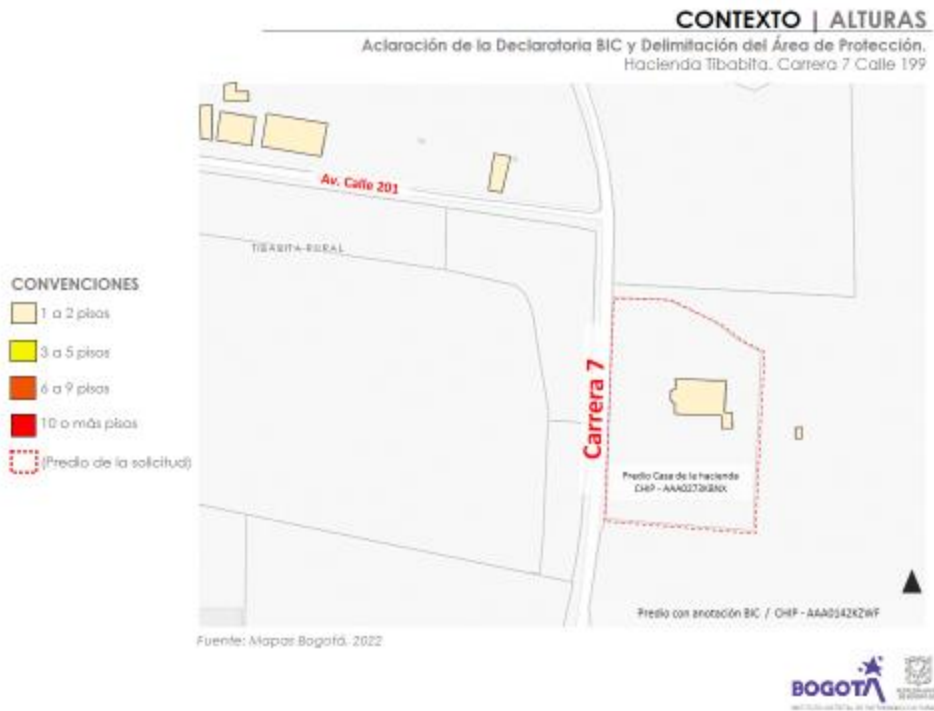 CONTEXTO | ALTURAS
Aclaración de la Declaratoria BIC y Delimitación del Área de Protección.
Hacienda Tibabita. Carrera 7 Calle 199
Av. Calle 201
TIBABITA RURAL
CONVENCIONES
1 a 2 pisos
3 a 5 pisos
6 a 9 pisos
10 o más pisos
(Predio de la solicitud)
Carrera 7
Predio Casa de la hacienda
CHIP - AAA0273KBNX
Predio con anotación BIC / CHIP - AAA0142KZWF
Fuente: Mapas Bogotá, 2022
BOGOTÁ